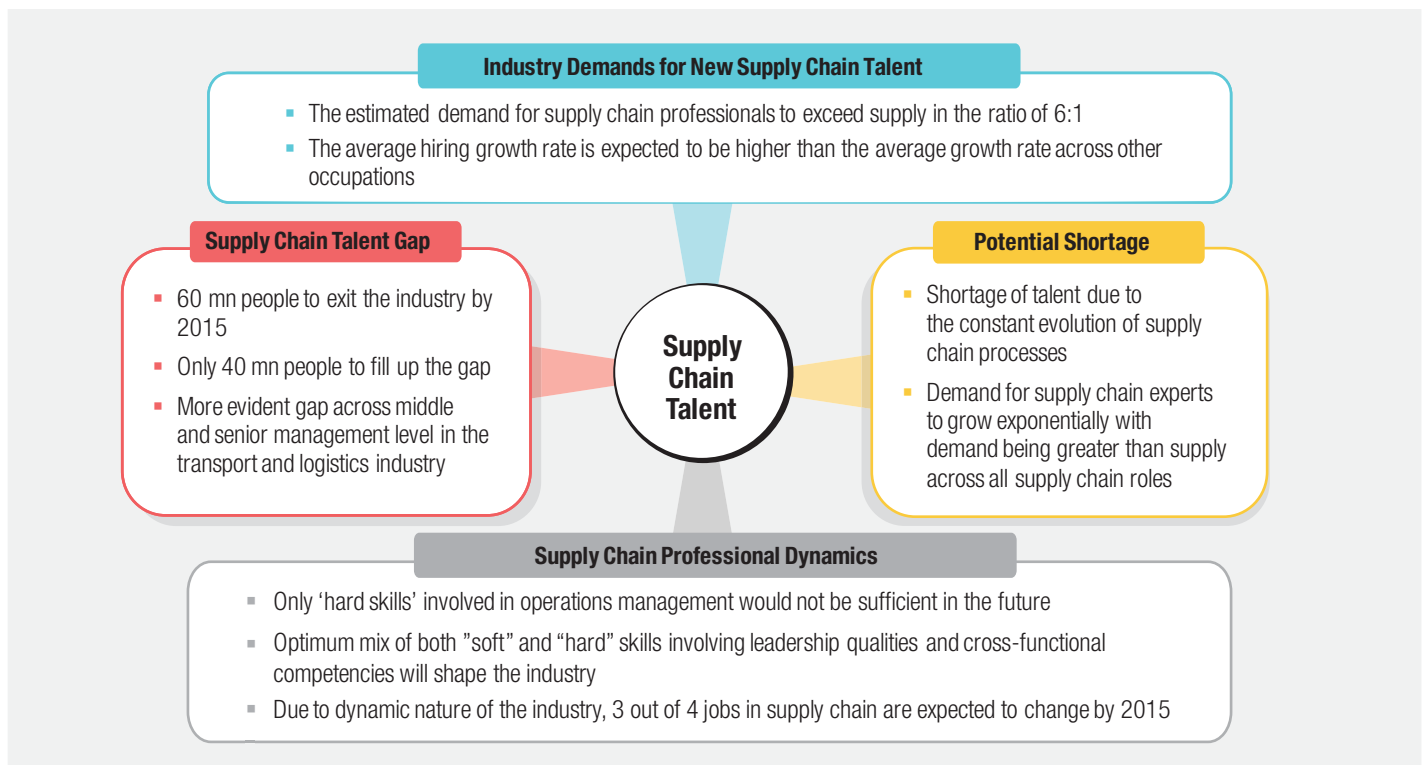 Industry Demands for New Supply Chain Talent
The estimated demand for supply chain professionals to exceed supply in the ratio of 6:1
The average hiring growth rate is expected to be higher than the average growth rate across other
occupations
Supply Chain Talent Gap
60 mn people to exit the industry by
2015
Only 40 mn people to fill up the gap
More evident gap across middle
and senior management level in the
transport and logistics industry
Supply
Chain
Talent
Potential Shortage
Shortage of talent due to
the constant evolution of supply
chain processes
Demand for supply chain experts
to grow exponentially with
demand being greater than supply
across all supply chain roles
Supply Chain Professional Dynamics
Only ‘hard skills’ involved in operations management would not be sufficient in the future
Optimum mix of both ”soft” and “hard” skills involving leadership qualities and cross-functional
competencies will shape the industry
Due to dynamic nature of the industry, 3 out of 4 jobs in supply chain are expected to change by 2015